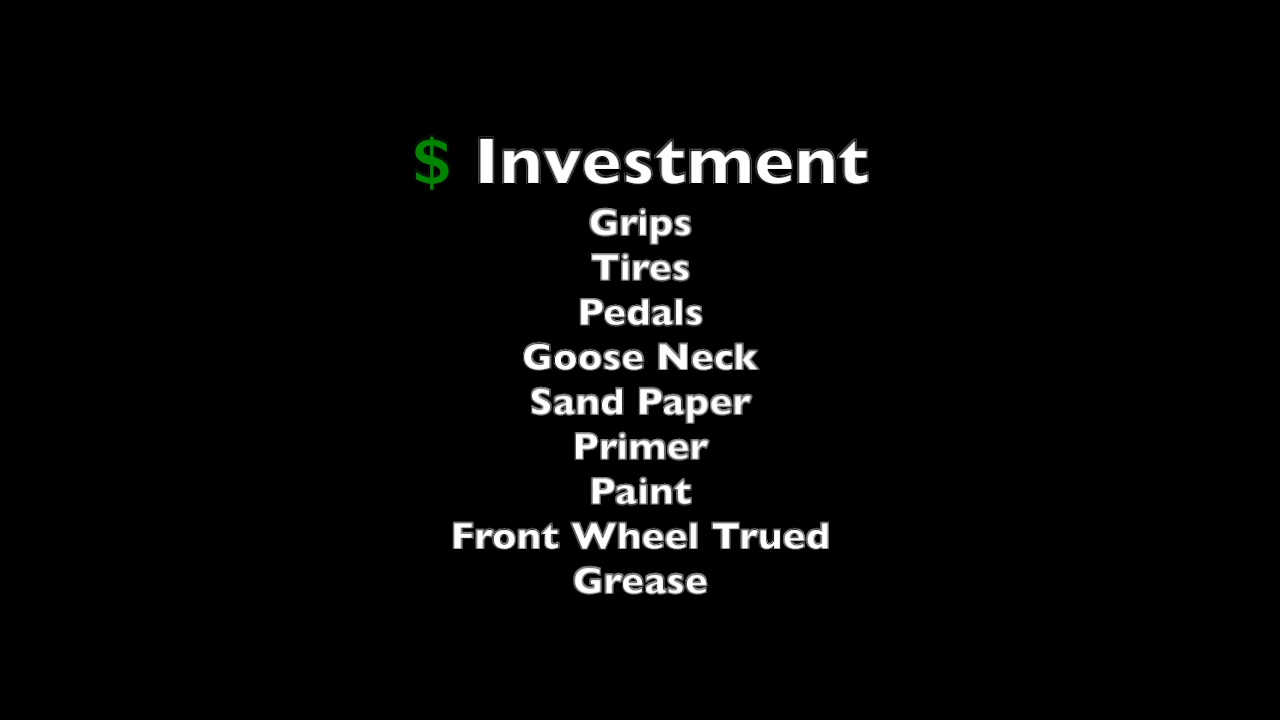 $ Investment
Grips
Tires
Pedals
Goose Neck
Sand Paper
Primer
Paint
Front Wheel Trued
Grease